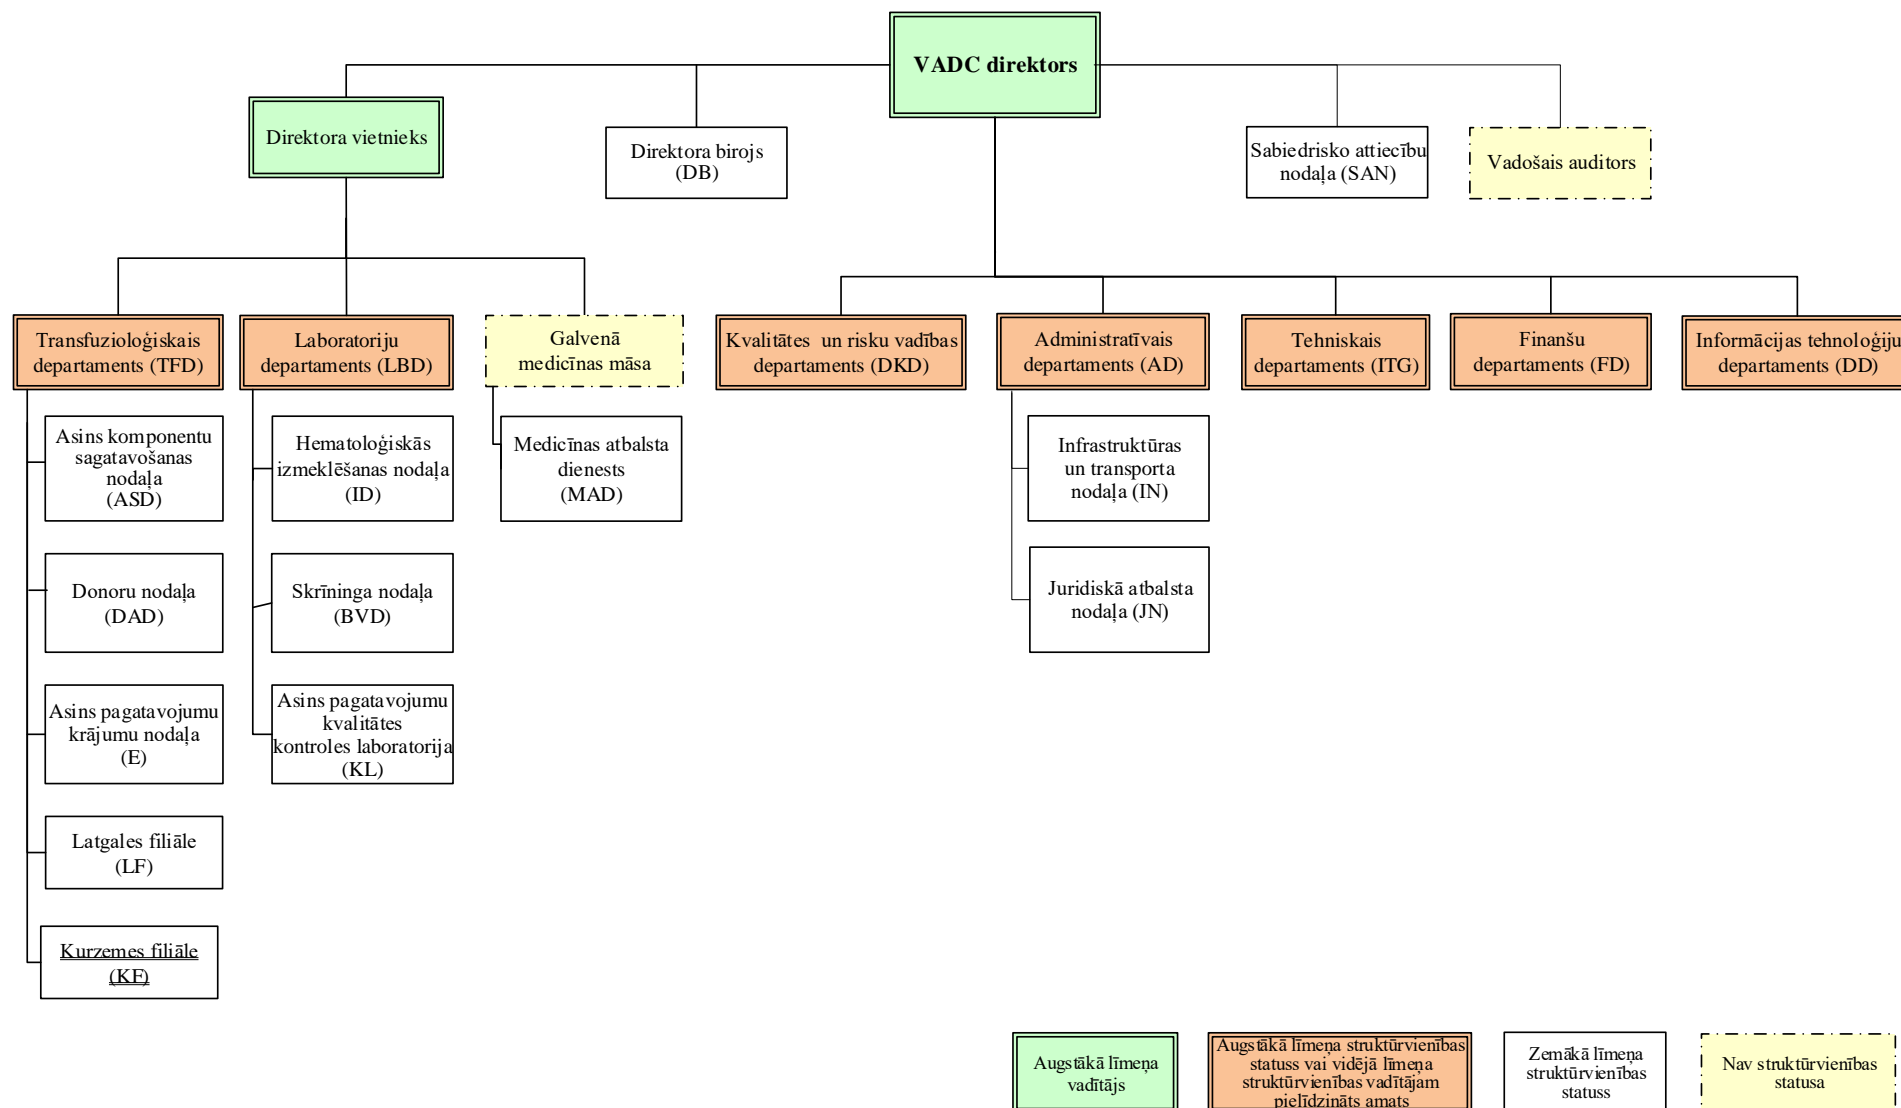 VADC direktors
Direktora vietnieks
Direktora birojs
(DB)
Sabiedrisko attiecību
nodaļa (SAN)
Vadošais auditors
Transfuzioloģiskais
departaments (TFD)
Laboratoriju
departaments (LBD)
Galvenā
medicīnas māsa
Kvalitātes un risku vadības
departaments (DKD)
Administratīvais
departaments (AD)
Tehniskais
departaments (ITG)
Finanšu
departaments (FD)
Informācijas tehnoloģiju
departaments (DD)
Asins komponentu
sagatavošanas
nodaļa
(ASD)
Hematoloģiskās
izmeklēšanas nodaļa
(ID)
Medicīnas atbalsta
dienests
(MAD)
Infrastruktūras
un transporta
nodaļa (IN)
Donoru nodaļa
(DAD)
Skrīninga nodaļa
(BVD)
Juridiskā atbalsta
nodaļa (JN)
Asins pagatavojumu
krājumu nodaļa
(E)
Asins pagatavojumu
kvalitātes
kontroles laboratorija
(KL)
Latgales filiāle
(LF)
Kurzemes filiāle
(KF)
Augstākā līmeņa
vadītājs
Augstākā līmeņa struktūrvienības
statuss vai vidējā līmeņa
struktūrvienības vadītājam
pielīdzināts amats
Zemākā līmeņa
struktūrvienības
statuss
Nav struktūrvienības
statusa